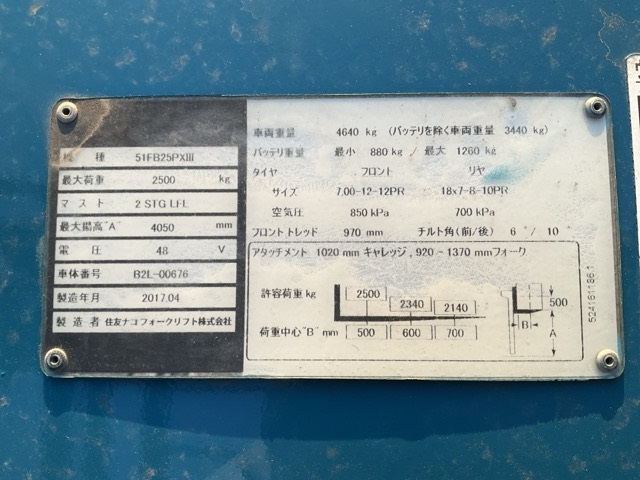 機 種 51FB25PXⅢ
最大荷重 2500 kg
マスト 2 STG LFL
最大揚高"A" 4050 mm
電 圧 48 V
車体番号 B2L-00676
製造年月 2017.04
製造者 住友ナコフォークリフト株式会社
車両重量 4640 kg (バッテリを除く車両重量 3440 kg)
バッテリ重量 最小 880 kg/ 最大 1260 kg
タイヤ フロント リヤ
サイズ 7.00-12-12PR 18x7-8-10PR
空気圧 850 kPa 700 kPa
フロントトレッド 970 mm チルト角(前/後) 6°/ 10°
アタッチメント 1020 mm キャレッジ, 920 - 1370 mmフォーク
許容荷重 kg 2500 2340 2140
荷重中心"B" mm 500 600 700
500
B
A
524161186.1